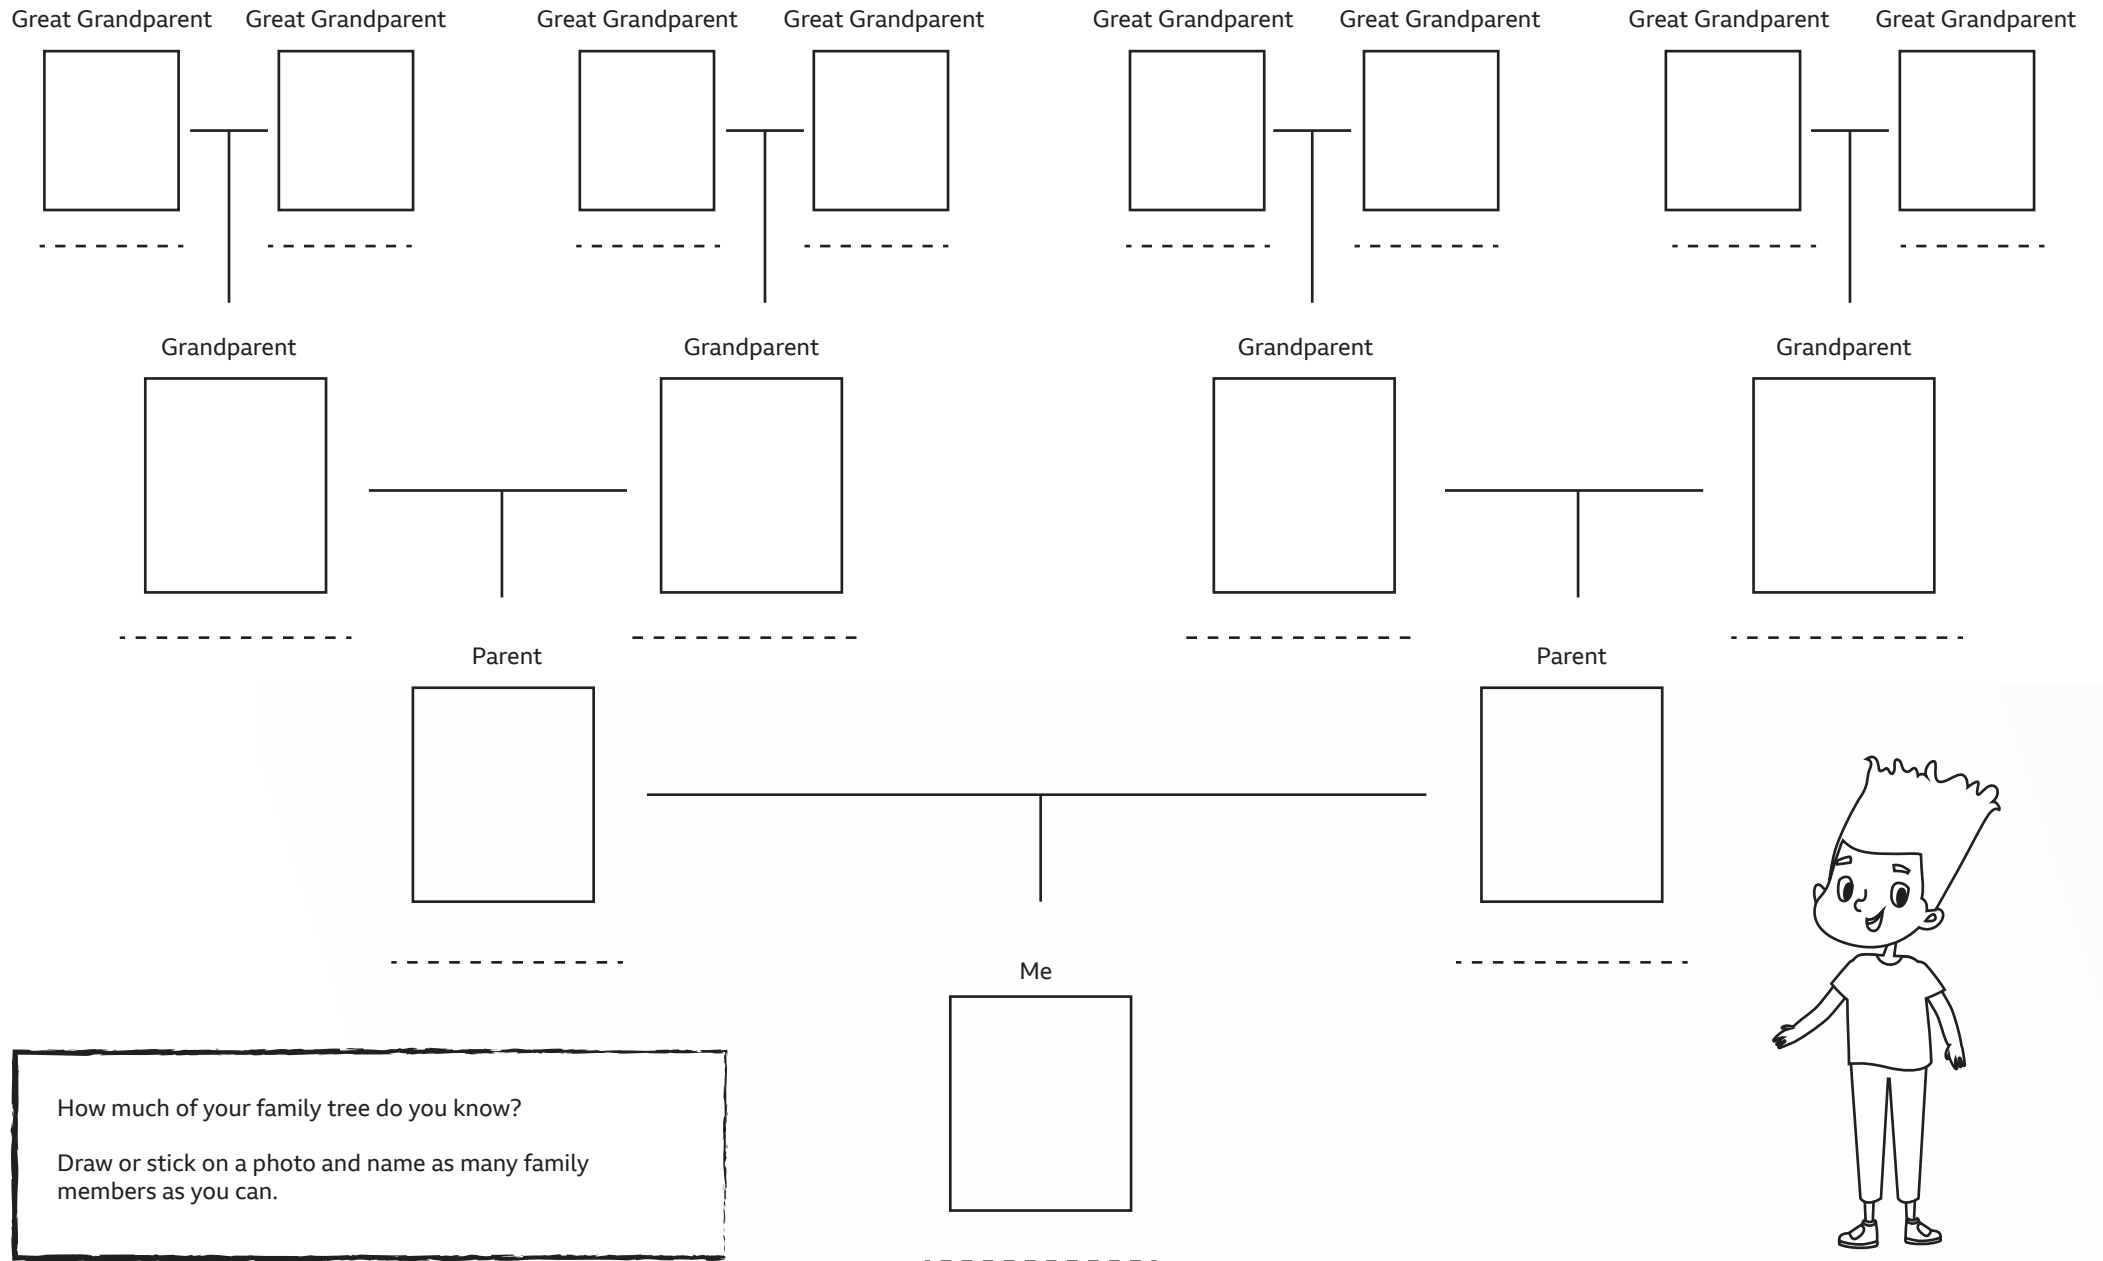 Great Grandparent Great Grandparent Great Grandparent Great Grandparent Great Grandparent Great Grandparent Great Grandparent Great Grandparent
Grandparent Grandparent Grandparent Grandparent
Parent Parent
Me
How much of your family tree do you know?
Draw or stick on a photo and name as many family
members as you can.